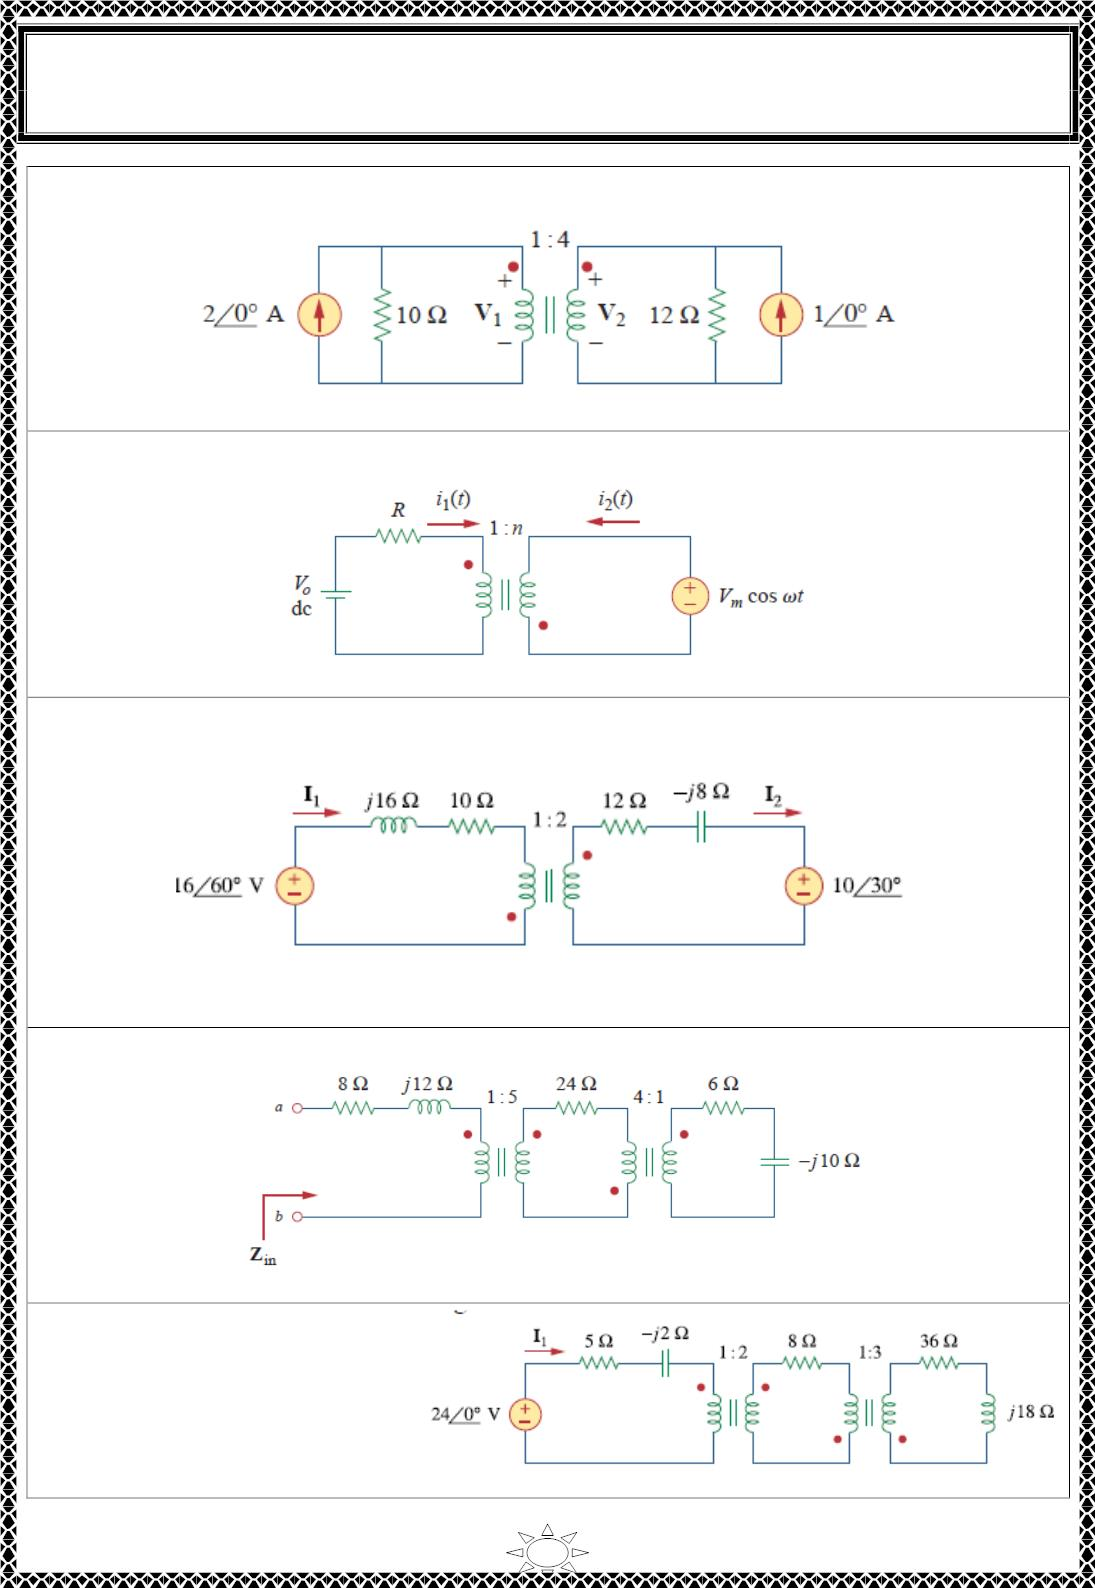 1 : 4
2/0° A
10 Ω
+
V1
−
+
V2
−
12 Ω
1/0° A
R
i1(t)
1 : n
i2(t)
Vo
dc
+
−
Vm cos ωt
I1
j16 Ω
10 Ω
1 : 2
12 Ω
−j8 Ω
I2
16/60° V
+
−
+
−
10/30°
8 Ω
j12 Ω
1 : 5
24 Ω
4 : 1
6 Ω
a
−j10 Ω
b
Zin
I1
5 Ω
−j2 Ω
1 : 2
8 Ω
1:3
36 Ω
24/0° V
+
−
j18 Ω